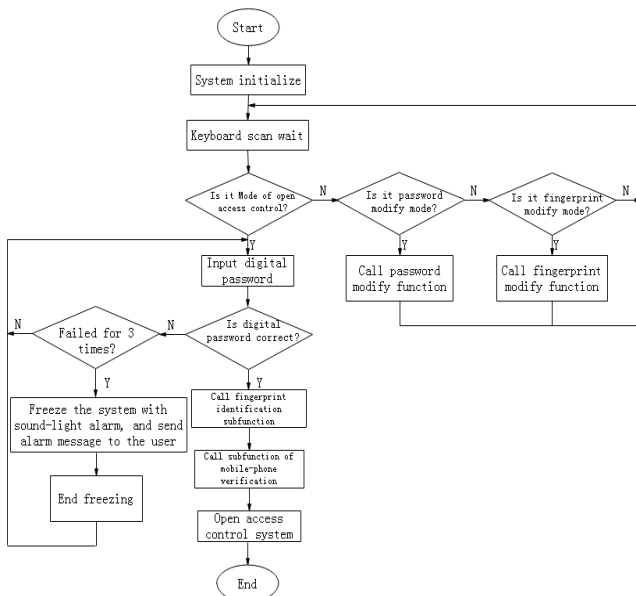 Start
System initialize
Keyboard scan wait
Is it Mode of open
access control?
N
Is it password
modify mode?
N
Is it fingerprint
modify mode?
N
Y
Y
Y
Input digital
password
Call password
modify function
Call fingerprint
modify function
N
Failed for 3
times?
N
Is digital
password correct?
Y
Y
Freeze the system with
sound-light alarm, and send
alarm message to the user
Call fingerprint
identification
subfunction
Call subfunction of
mobile-phone
verification
End freezing
Open access
control system
End